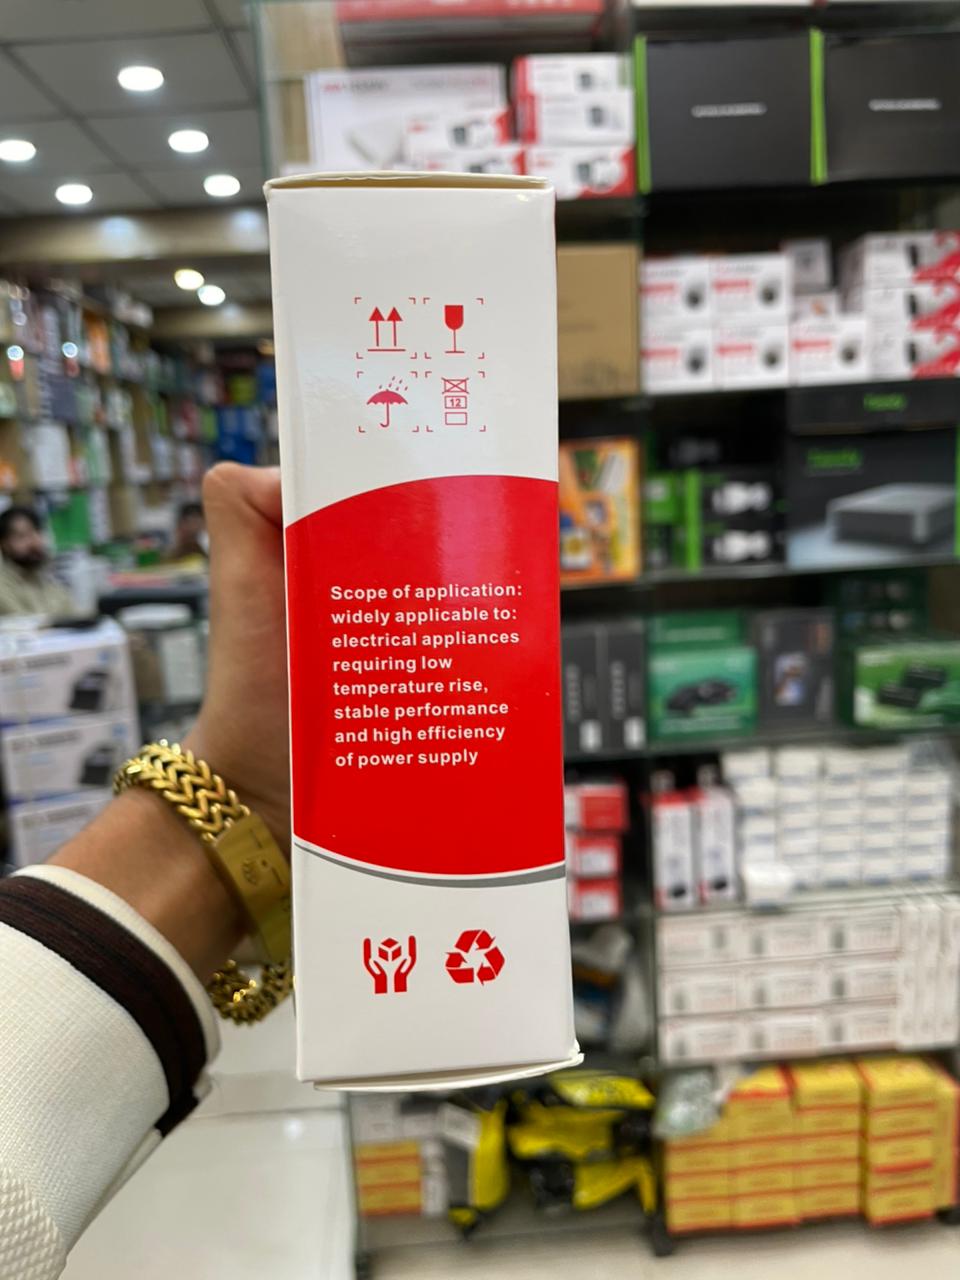 12
Scope of application:
widely applicable to:
electrical appliances
requiring low
temperature rise,
stable performance
and high efficiency
of power supply